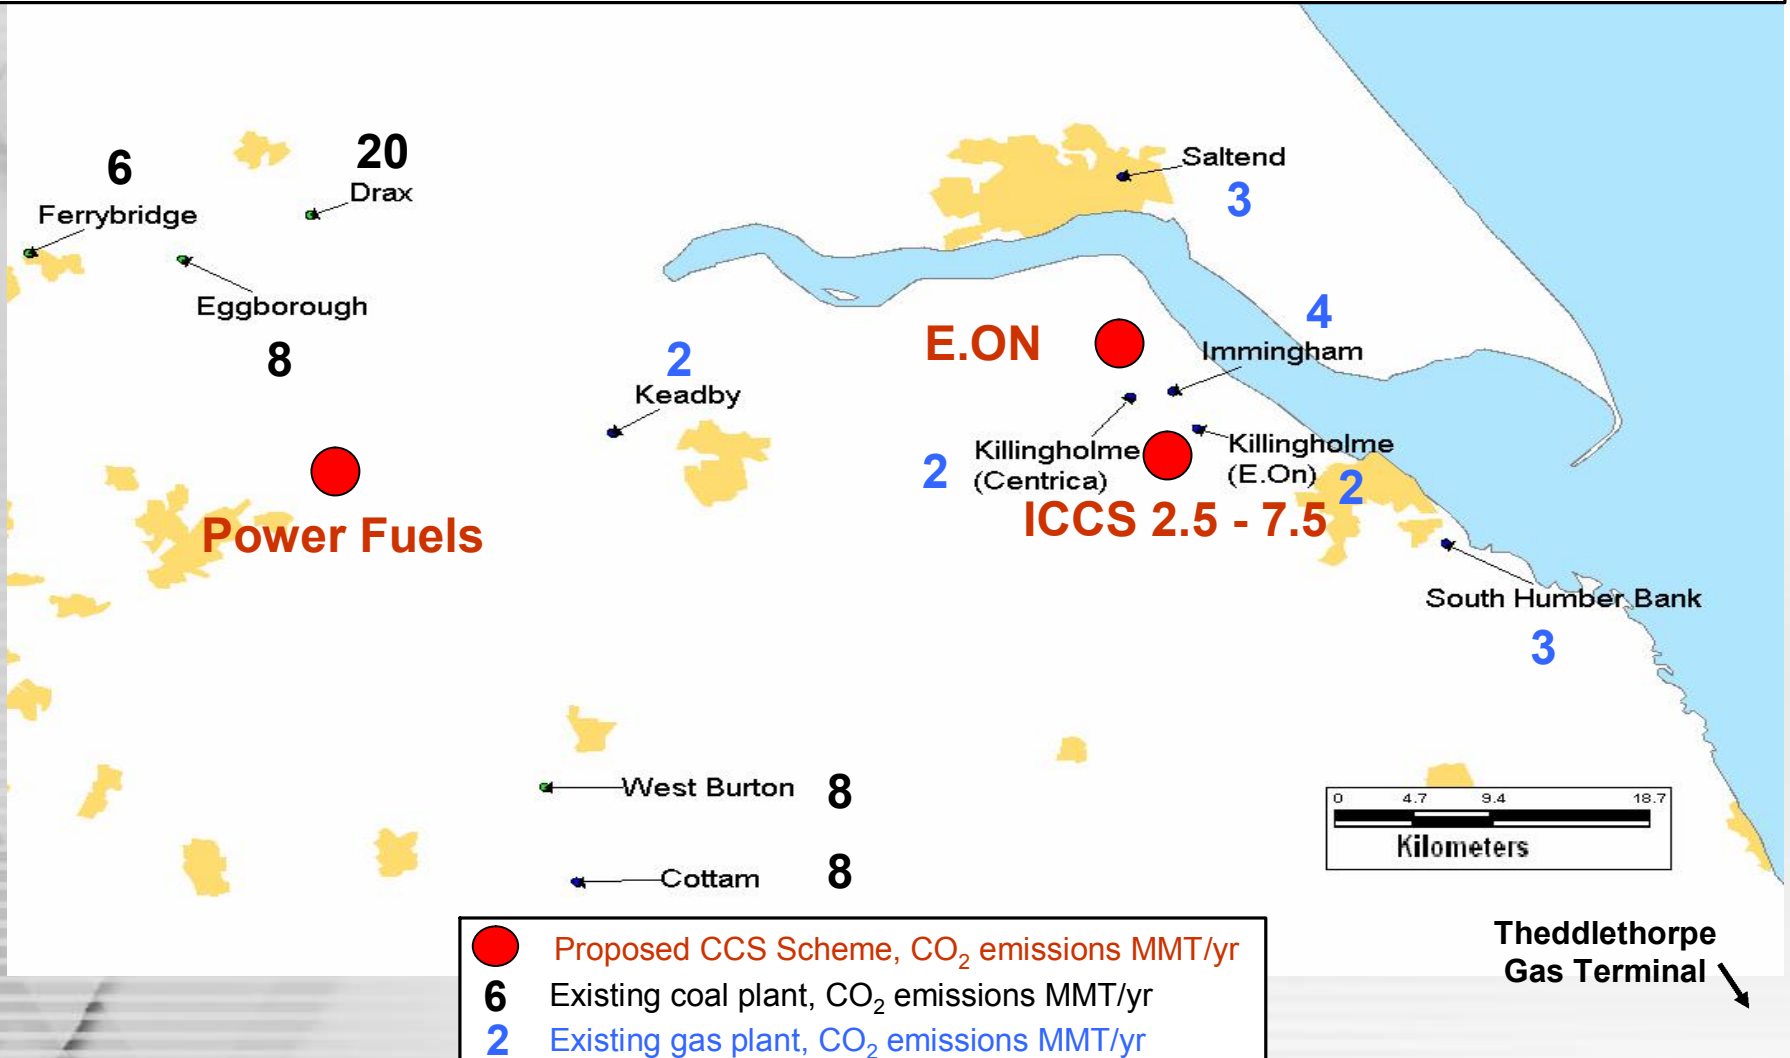 20
6
Drax
Ferrybridge
Eggborough
8
Saltend
3
4
Immingham
E.ON
2
Keadby
Killingholme
(Centrica)
2
Killingholme
(E.On)
2
ICCS 2.5 - 7.5
Power Fuels
South Humber Bank
3
West Burton 8
Cottam 8
0 4.7 9.4 18.7
Kilometers
Theddlethorpe
Gas Terminal
Proposed CCS Scheme, CO₂ emissions MMT/yr
6 Existing coal plant, CO₂ emissions MMT/yr
2 Existing gas plant, CO₂ emissions MMT/yr